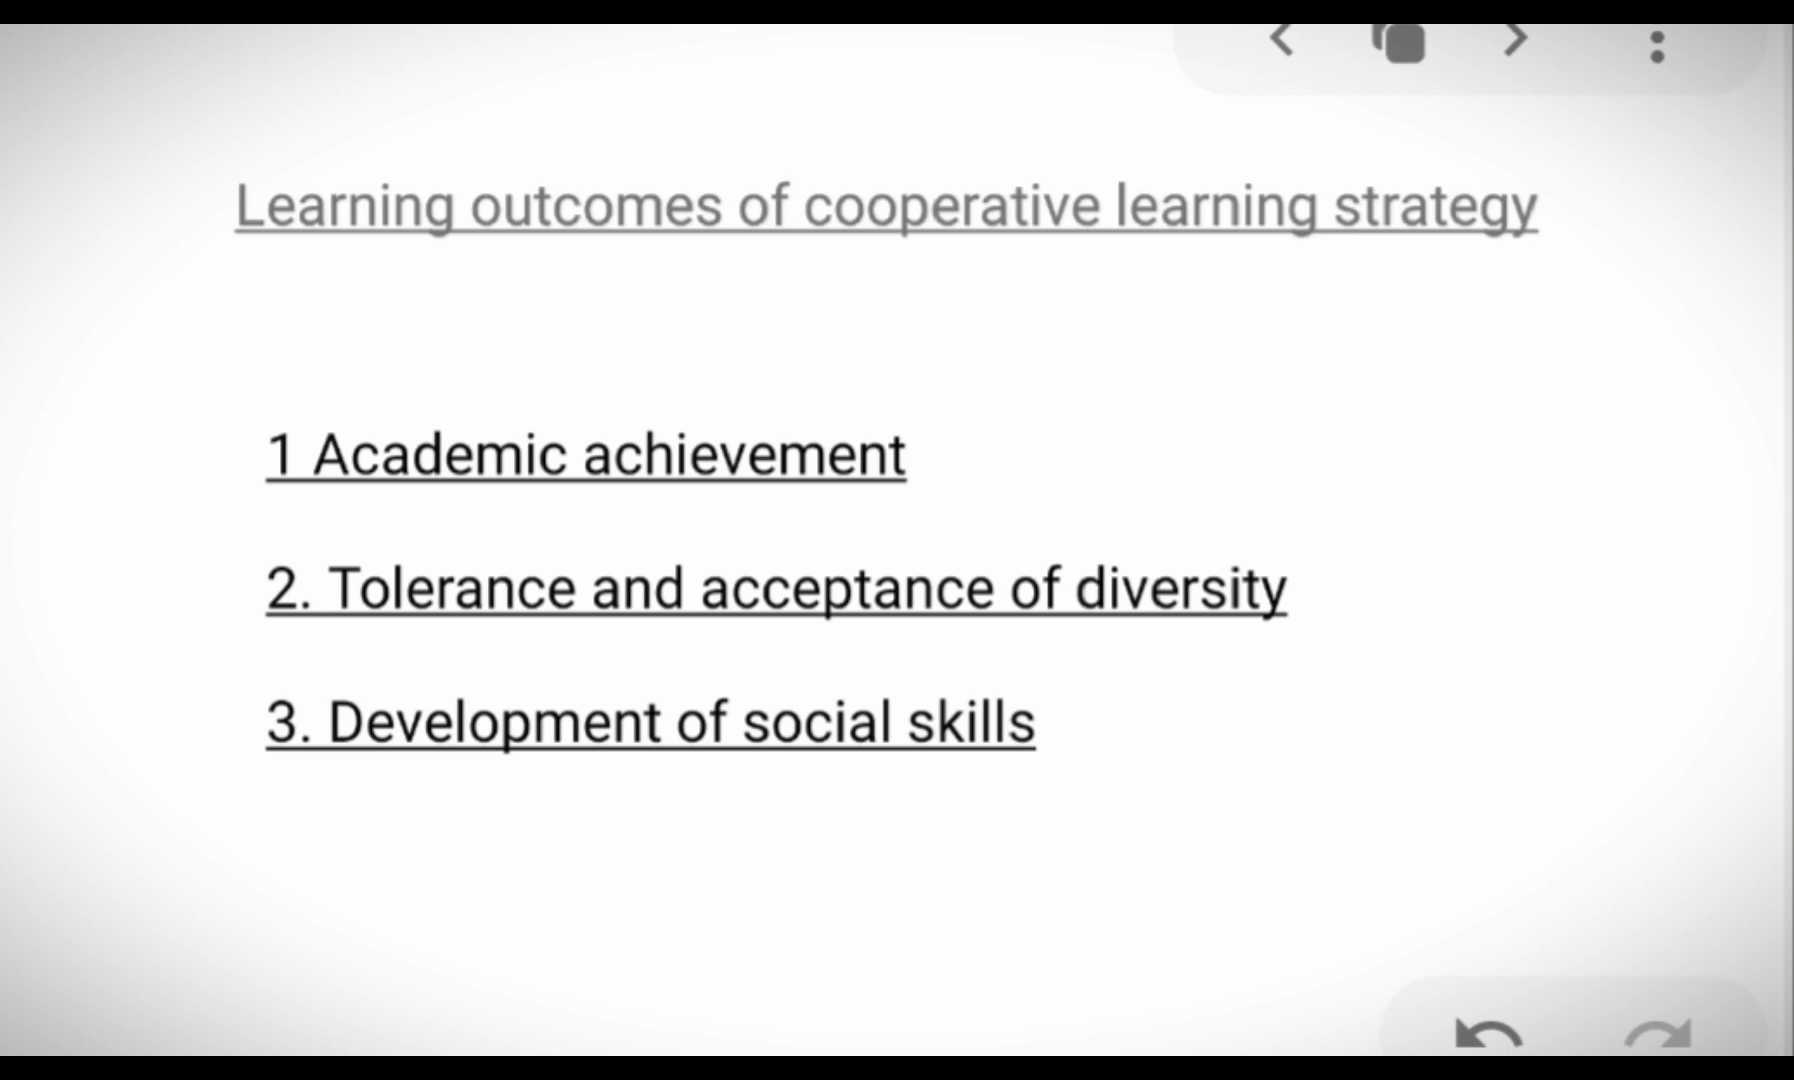 Learning outcomes of cooperative learning strategy
1 Academic achievement
2. Tolerance and acceptance of diversity
3. Development of social skills